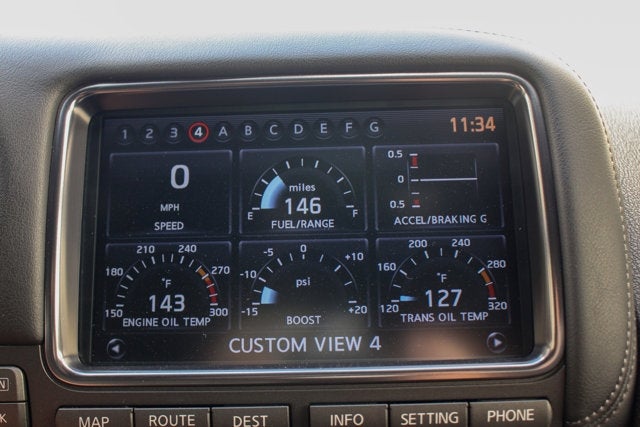 1 2 3 4 A B C D E F G 11:34
0
MPH
SPEED
miles
146
E F
FUEL/RANGE
0.5
0
0.5
ACCEL/BRAKING G
150 180 210 240 270 300
°F
143
ENGINE OIL TEMP
-15 -10 -5 0 +5 +10 +20
psi
BOOST
120 160 200 240 280 320
°F
127
TRANS OIL TEMP
CUSTOM VIEW 4
MAP ROUTE DEST INFO SETTING PHONE